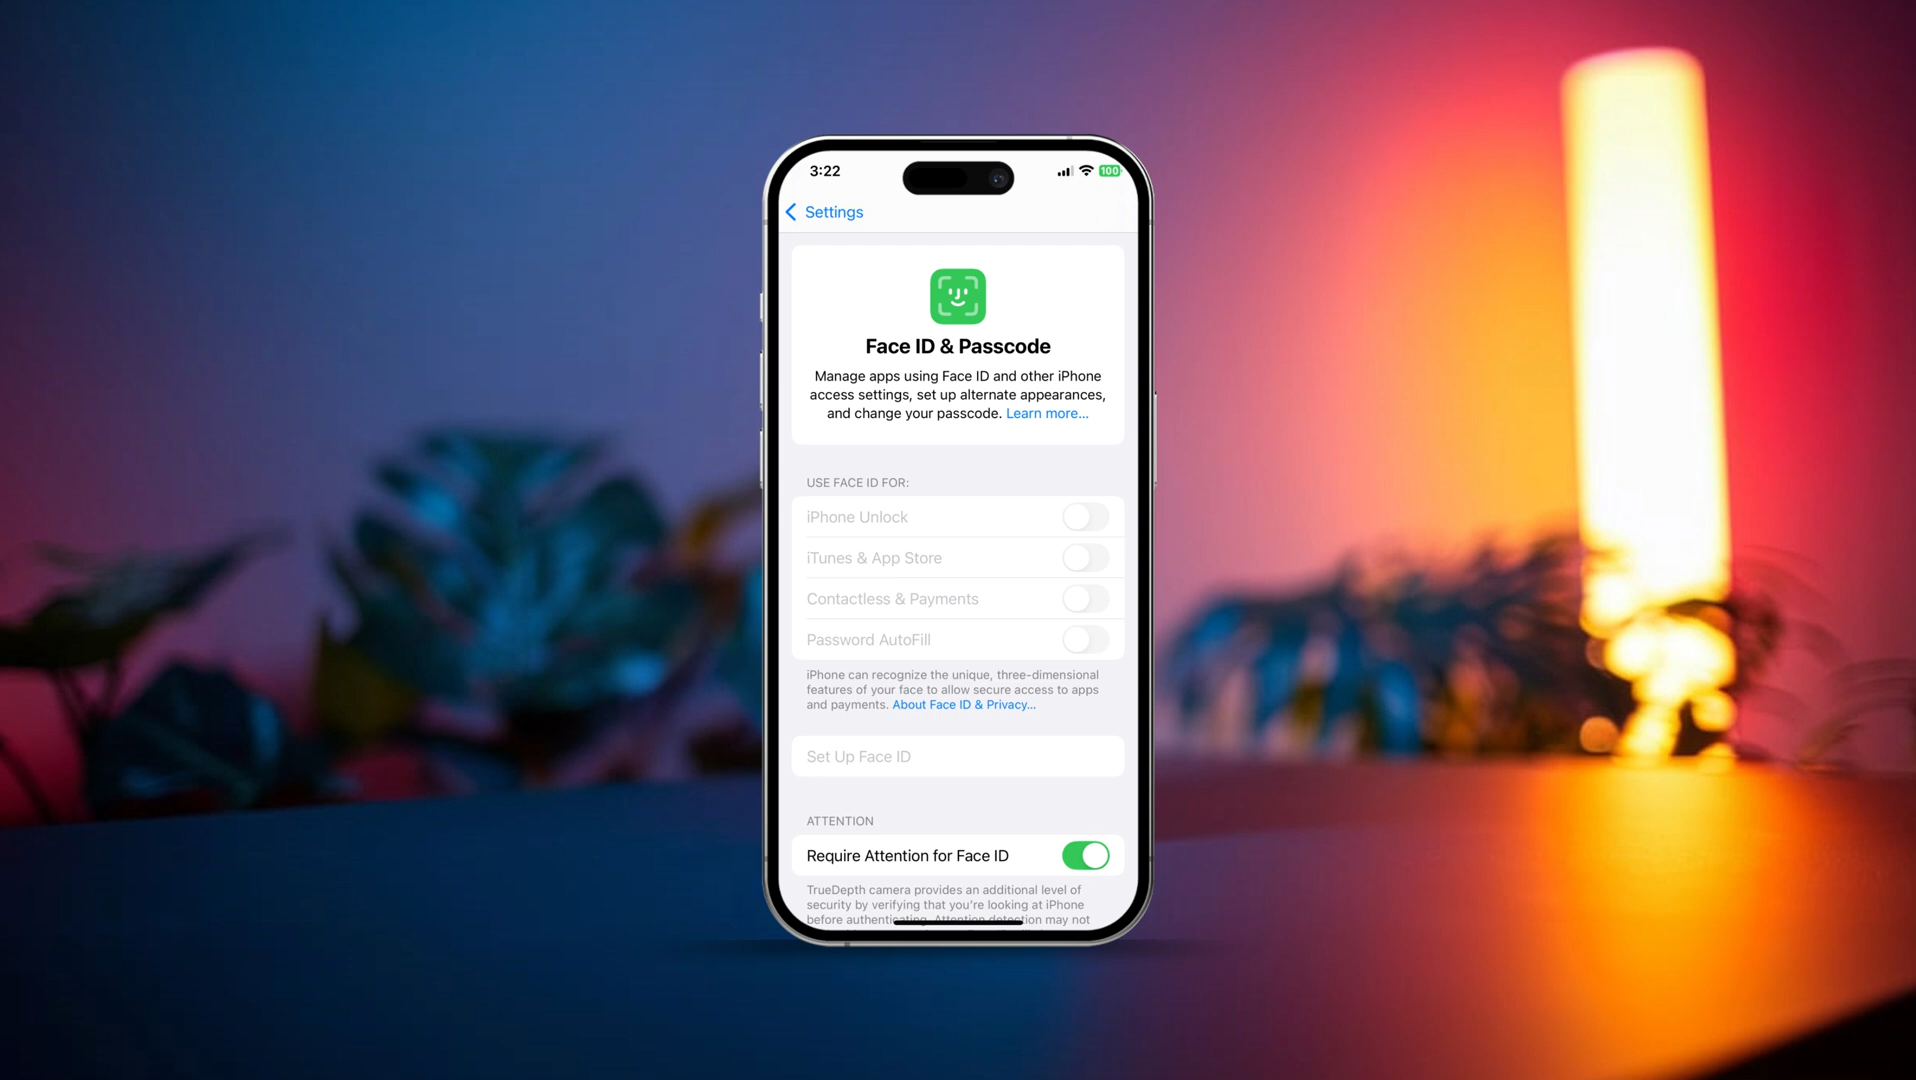 3:22
100
Settings
Face ID & Passcode
Manage apps using Face ID and other iPhone
access settings, set up alternate appearances,
and change your passcode. Learn more...
USE FACE ID FOR:
iPhone Unlock
iTunes & App Store
Contactless & Payments
Password AutoFill
iPhone can recognize the unique, three-dimensional
features of your face to allow secure access to apps
and payments. About Face ID & Privacy...
Set Up Face ID
ATTENTION
Require Attention for Face ID
TrueDepth camera provides an additional level of
security by verifying that you're looking at iPhone
before authenticating. Attention detection may not